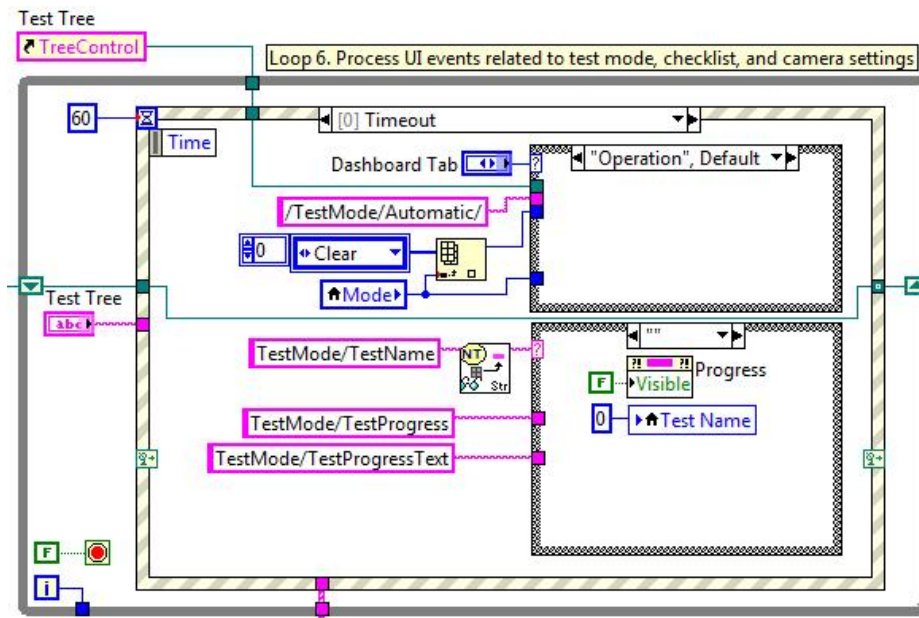 Test Tree
TreeControl
Loop 6. Process UI events related to test mode, checklist, and camera settings
60
[0] Timeout
Time
Dashboard Tab
?
"Operation", Default
/TestMode/Automatic/
0
Clear
Mode
Test Tree
abc
""
TestMode/TestName
NT
Str
?
?! ?!
Progress
F
Visible
TestMode/TestProgress
0
Test Name
TestMode/TestProgressText
F
i